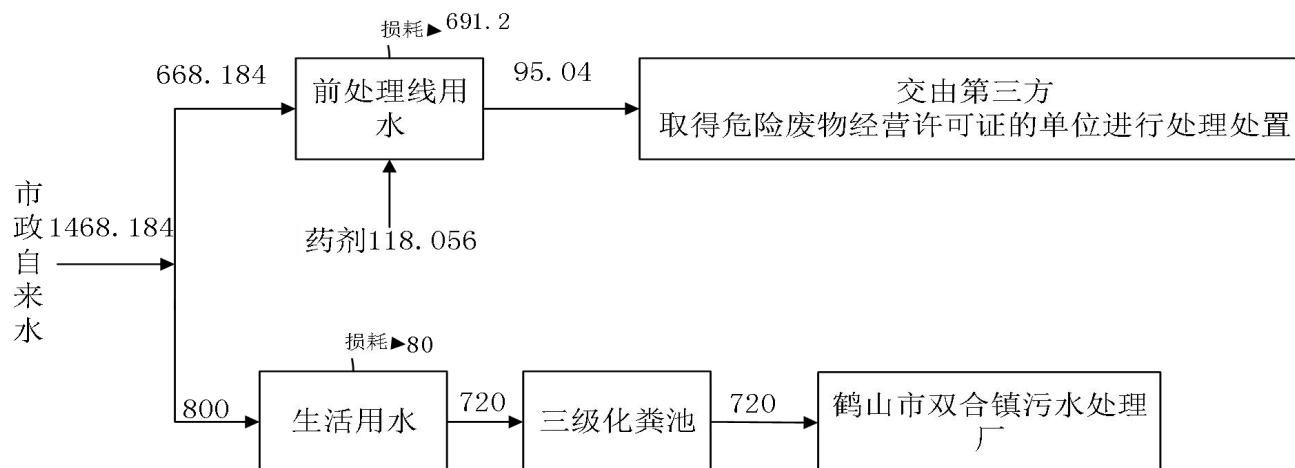 损耗 691.2
668.184
前处理线用
水
95.04
交由第三方
取得危险废物经营许可证的单位进行处理处置
药剂118.056
市政自来水
1468.184
损耗 80
800
生活用水
720
三级化粪池
720
鹤山市双合镇污水处理
厂